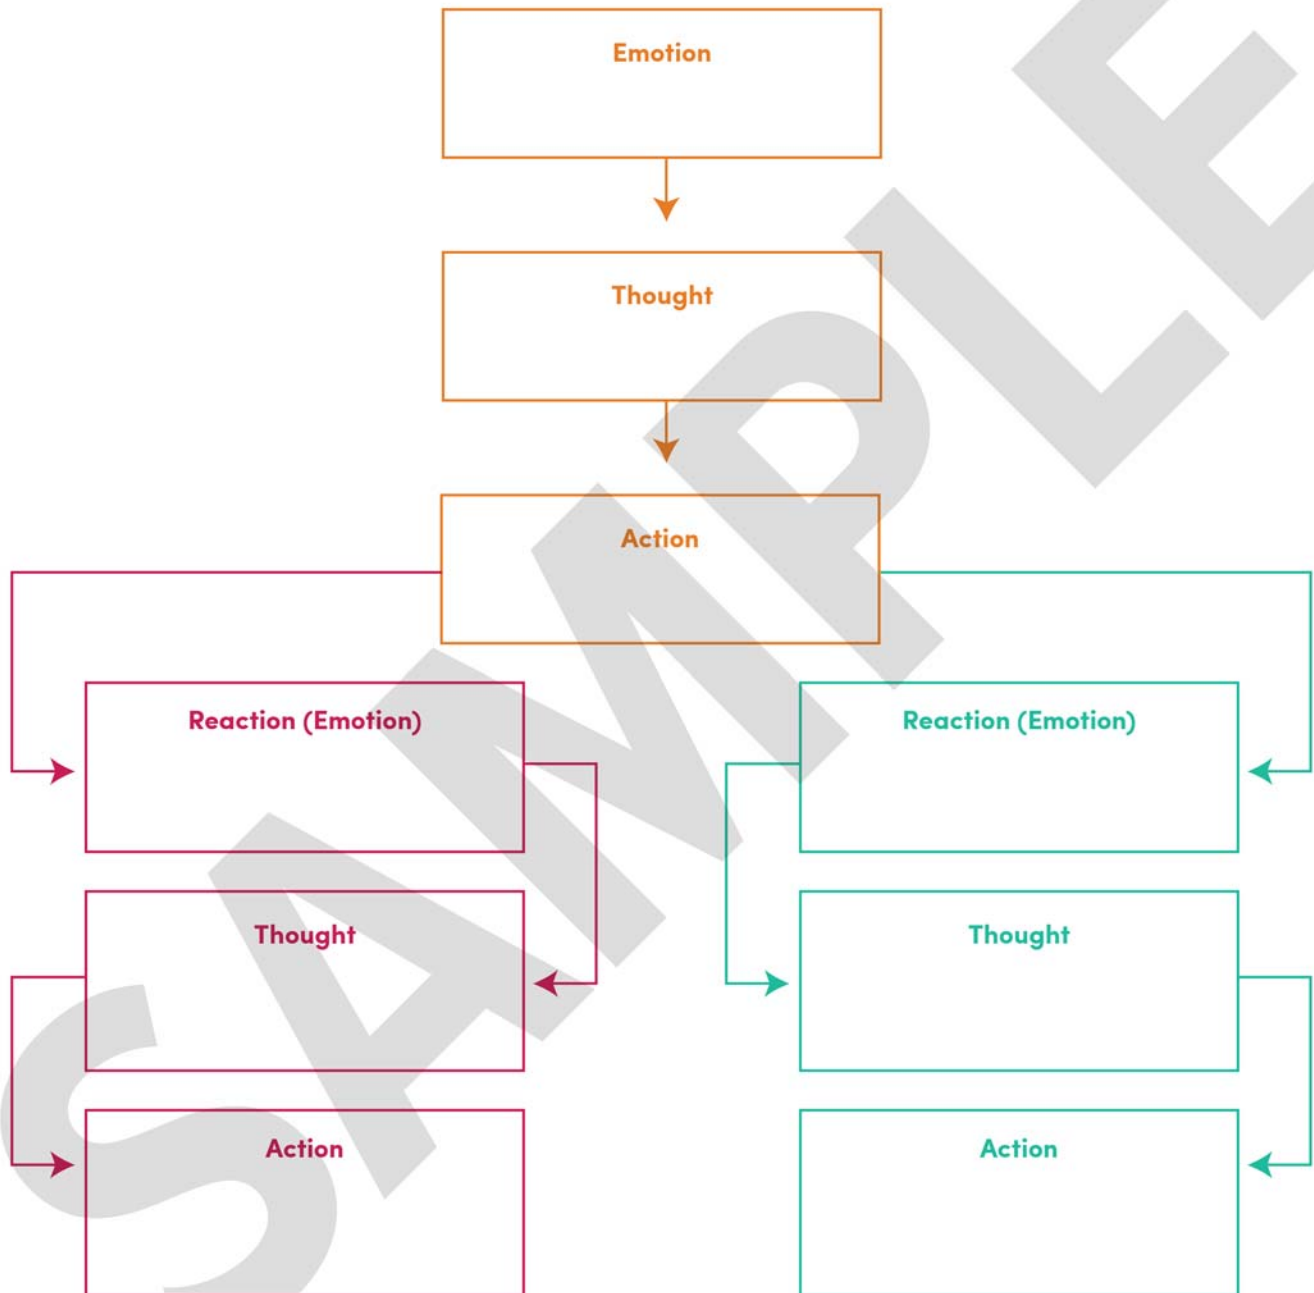 Emotion
Thought
Action
Reaction (Emotion)
Reaction (Emotion)
Thought
Thought
Action
Action
SAMPLE